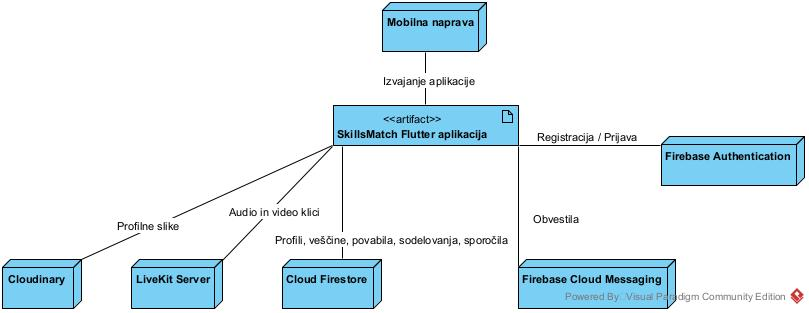 Mobilna naprava
Izvajanje aplikacije
<<artifact>>
SkillsMatch Flutter aplikacija
Registracija / Prijava
Firebase Authentication
Profilne slike
Audio in video klici
Obvestila
Profili, veščine, povabila, sodelovanja, sporočila
Cloudinary
LiveKit Server
Cloud Firestore
Firebase Cloud Messaging
Powered By Visual Paradigm Community Edition